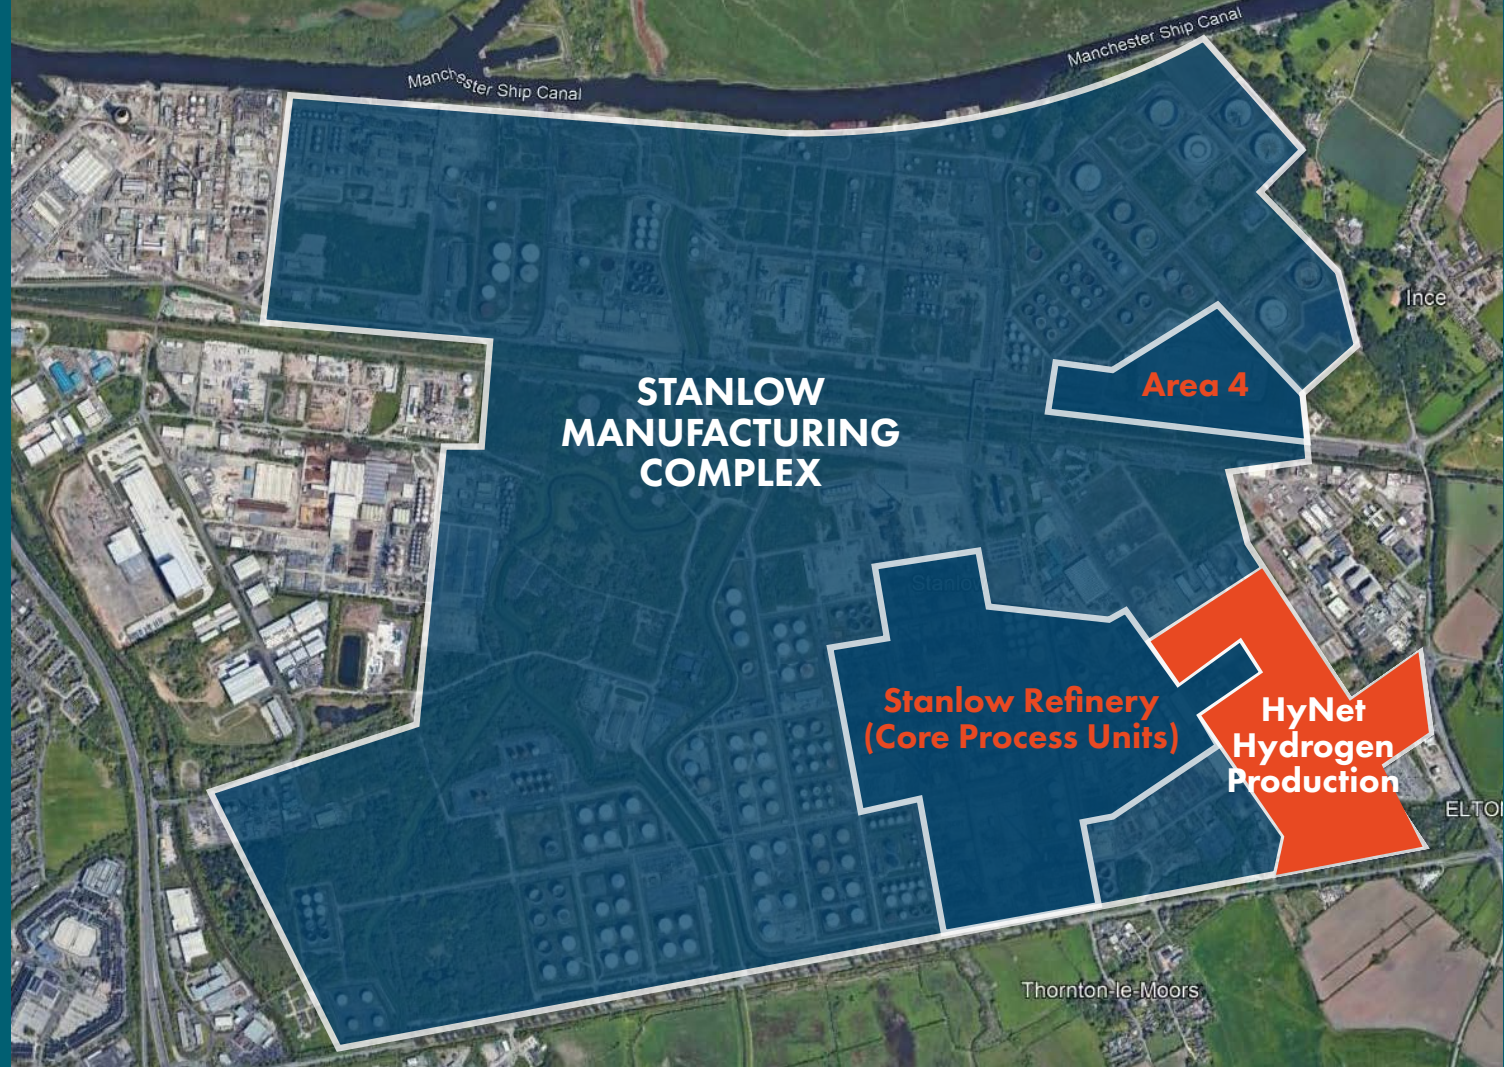 Manchester Ship Canal
Manchester Ship Canal
Ince
Area 4
STANLOW
MANUFACTURING
COMPLEX
Stanlow
Stanlow Refinery
(Core Process Units)
HyNet
Hydrogen
Production
Thornton-le-Moors